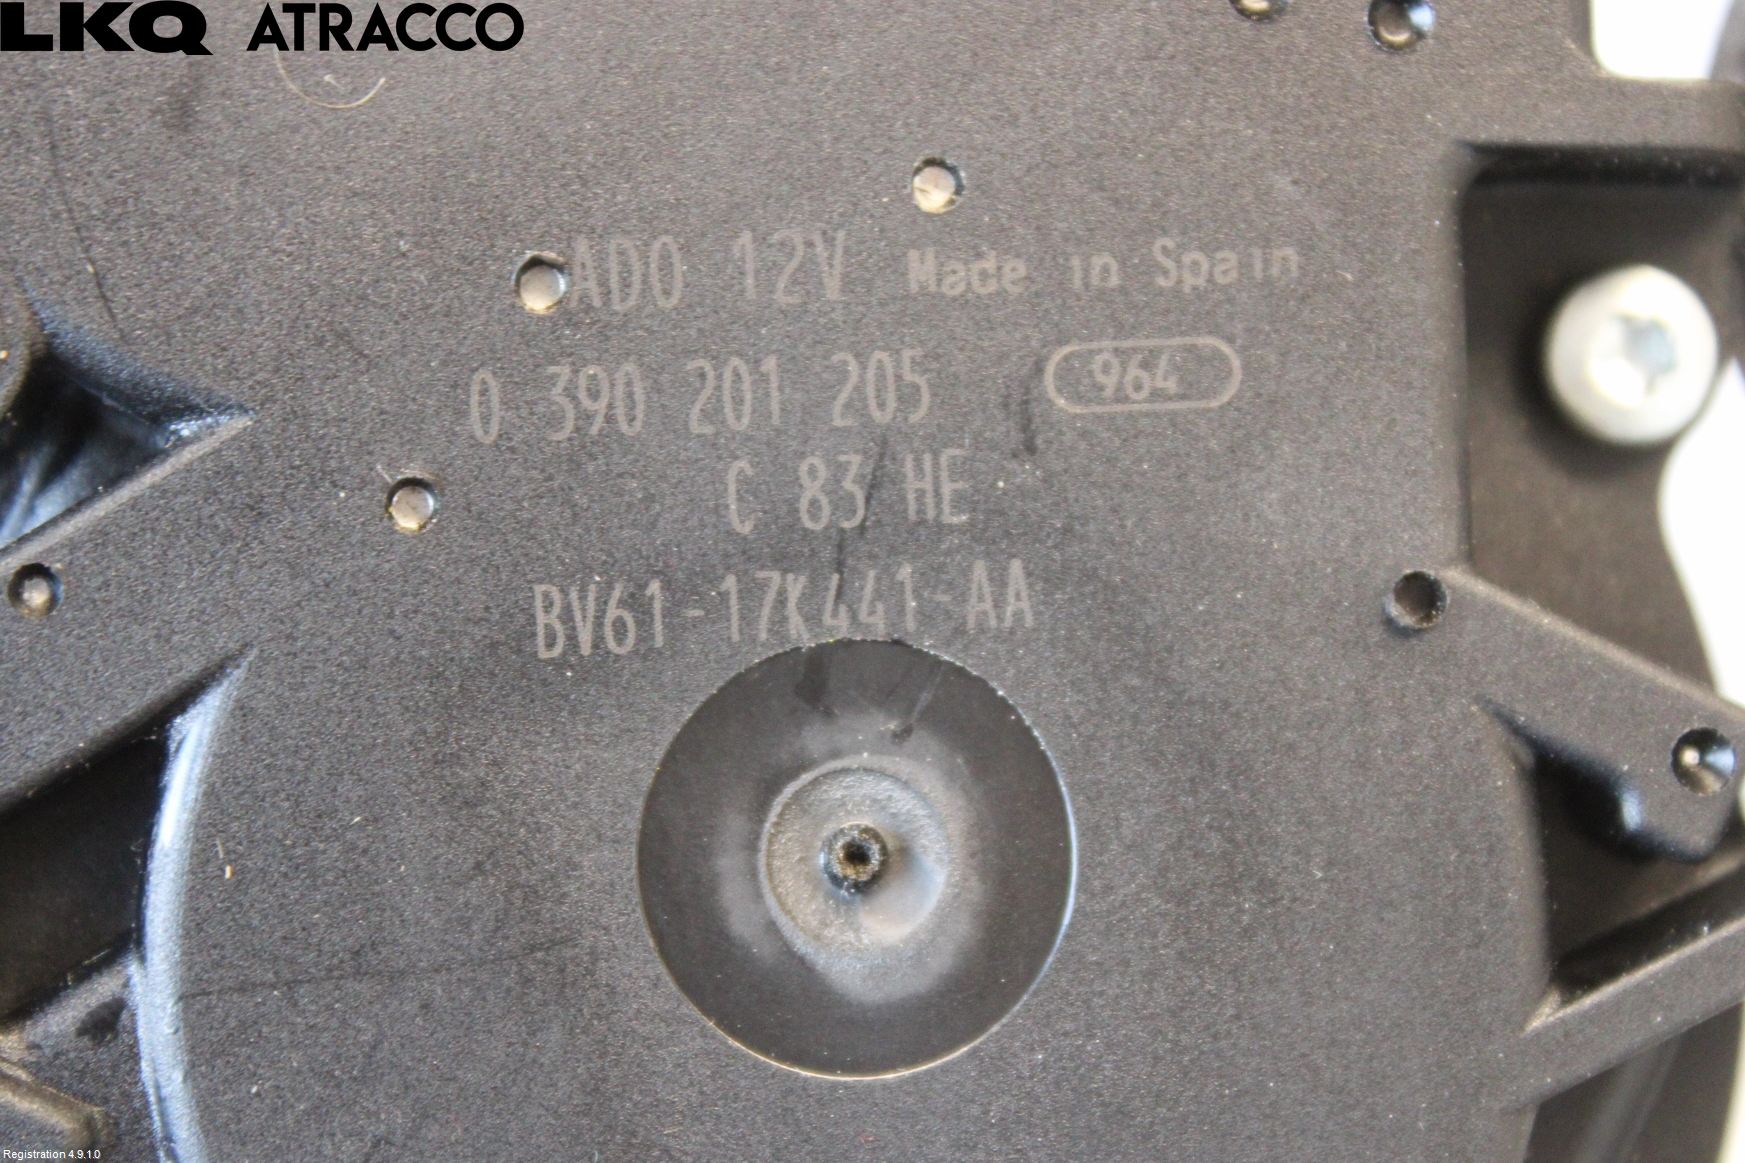 LKQ ATRACCO
ADO 12V Made in Spain
0 390 201 205 964
C 83 HE
BV61-17K441-AA
Registration 4.9.1.0